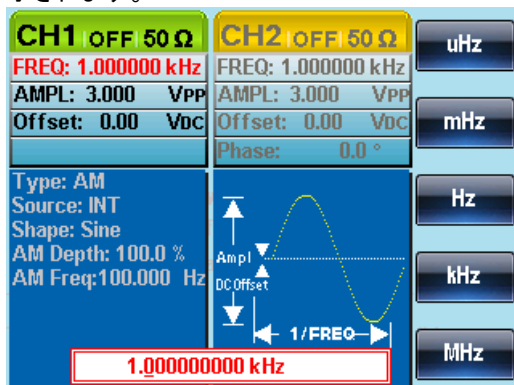 CH1 OFF 50 Ω
FREQ: 1.000000 kHz
AMPL: 3.000 VPP
Offset: 0.00 VDC
CH2 OFF 50 Ω
FREQ: 1.000000 kHz
AMPL: 3.000 VPP
Offset: 0.00 VDC
Phase: 0.0 °
Type: AM
Source: INT
Shape: Sine
AM Depth: 100.0 %
AM Freq:100.000 Hz
Ampl
DC Offset
1/FREQ
1.000000000 kHz
uHz
mHz
Hz
kHz
MHz